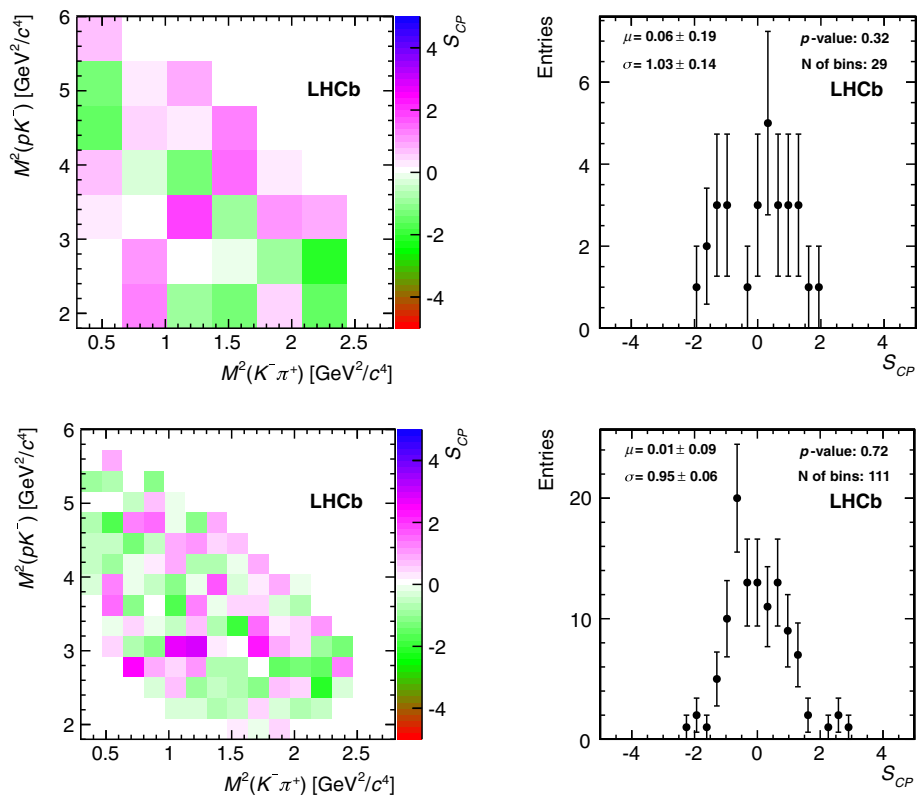 M²(pK⁻) [GeV²/c⁴]
6
5
4
3
2
0.5 1 1.5 2 2.5
M²(K⁻π⁺) [GeV²/c⁴]
LHCb
S_CP
4
2
0
-2
-4
Entries
6
4
2
0
-4 -2 0 2 4
S_CP
μ = 0.06 ± 0.19
σ = 1.03 ± 0.14
p-value: 0.32
N of bins: 29
LHCb
M²(pK⁻) [GeV²/c⁴]
6
5
4
3
2
0.5 1 1.5 2 2.5
M²(K⁻π⁺) [GeV²/c⁴]
LHCb
S_CP
4
2
0
-2
-4
Entries
20
10
0
-4 -2 0 2 4
S_CP
μ = 0.01 ± 0.09
σ = 0.95 ± 0.06
p-value: 0.72
N of bins: 111
LHCb